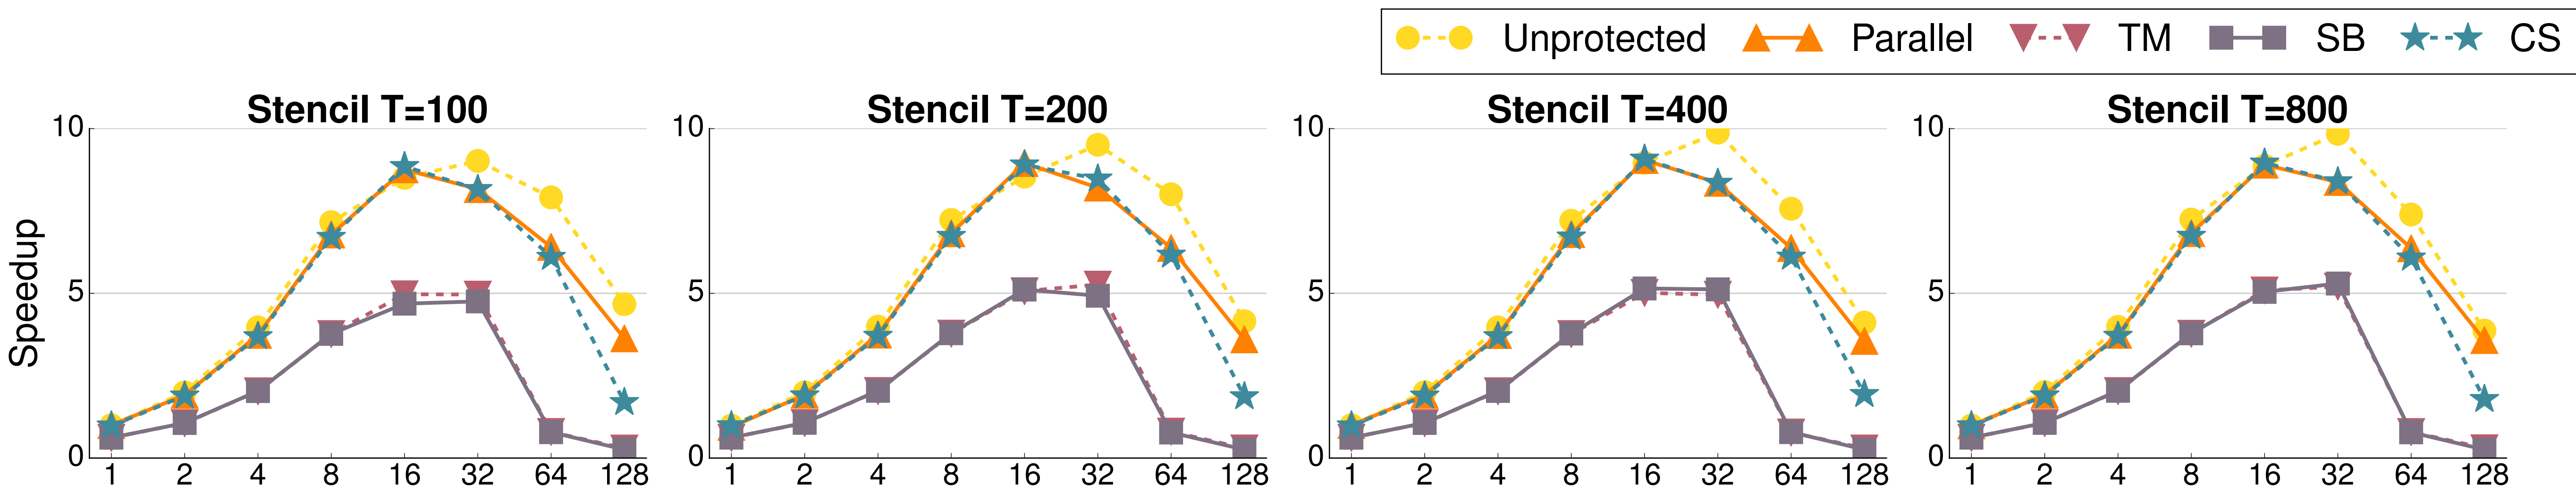 Unprotected Parallel TM SB CS
Stencil T=100 Stencil T=200 Stencil T=400 Stencil T=800
Speedup
10 10 10 10
5 5 5 5
0 0 0 0
1 2 4 8 16 32 64 128 1 2 4 8 16 32 64 128 1 2 4 8 16 32 64 128 1 2 4 8 16 32 64 128